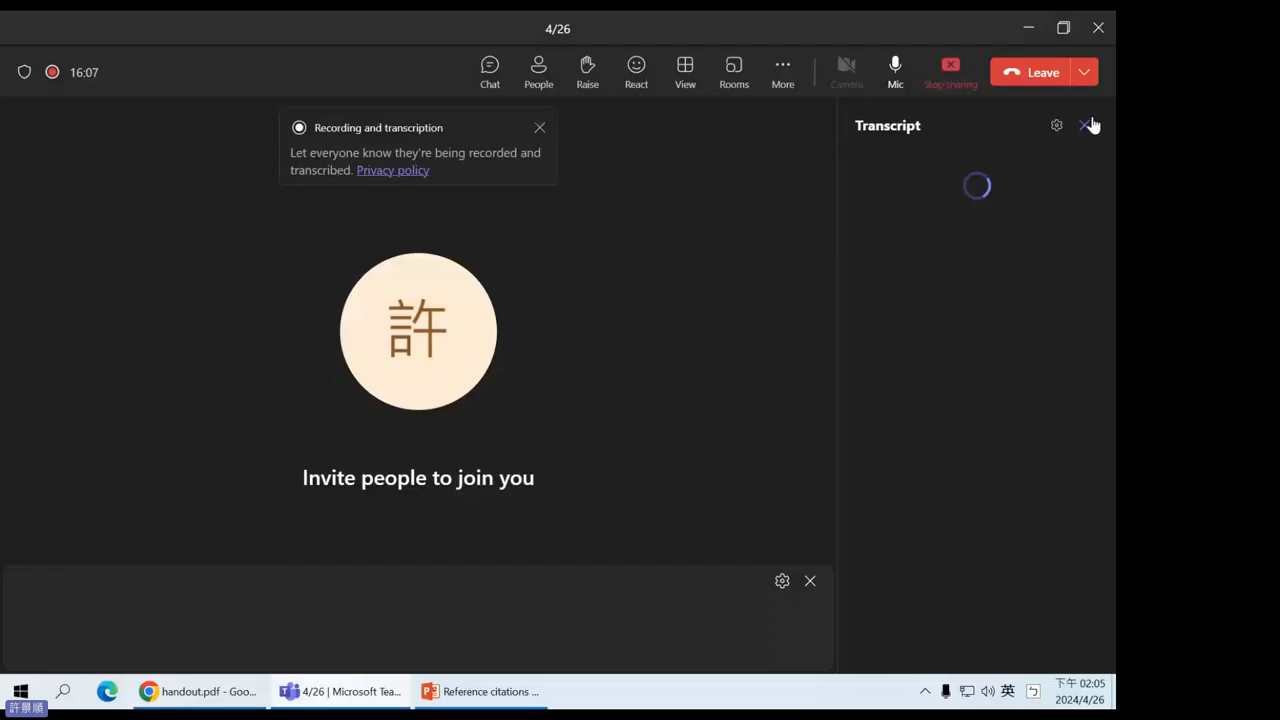 4/26
16:07
Chat
People
Raise
React
View
Rooms
More
Camera
Mic
Stop sharing
Leave
Recording and transcription
Let everyone know they're being recorded and
transcribed. Privacy policy
Transcript
許
Invite people to join you
handout.pdf - Goo...
4/26 | Microsoft Tea...
Reference citations ...
英
ㄅ
下午 02:05
2024/4/26
許景順